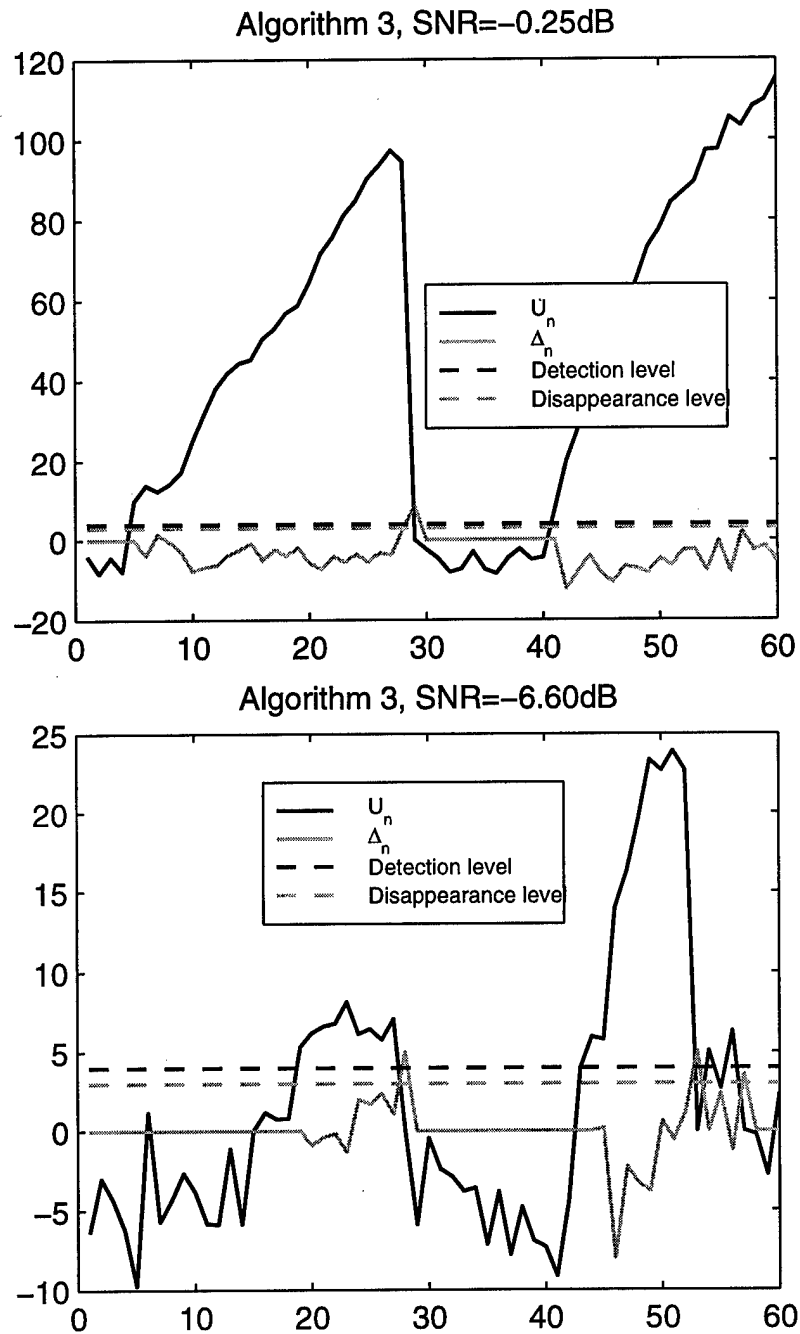 Algorithm 3, SNR=−0.25dB
120
100
80
60
40
20
0
−20
U_n
Δ_n
Detection level
Disappearance level
0 10 20 30 40 50 60
Algorithm 3, SNR=−6.60dB
25
20
15
10
5
0
−5
−10
U_n
Δ_n
Detection level
Disappearance level
0 10 20 30 40 50 60